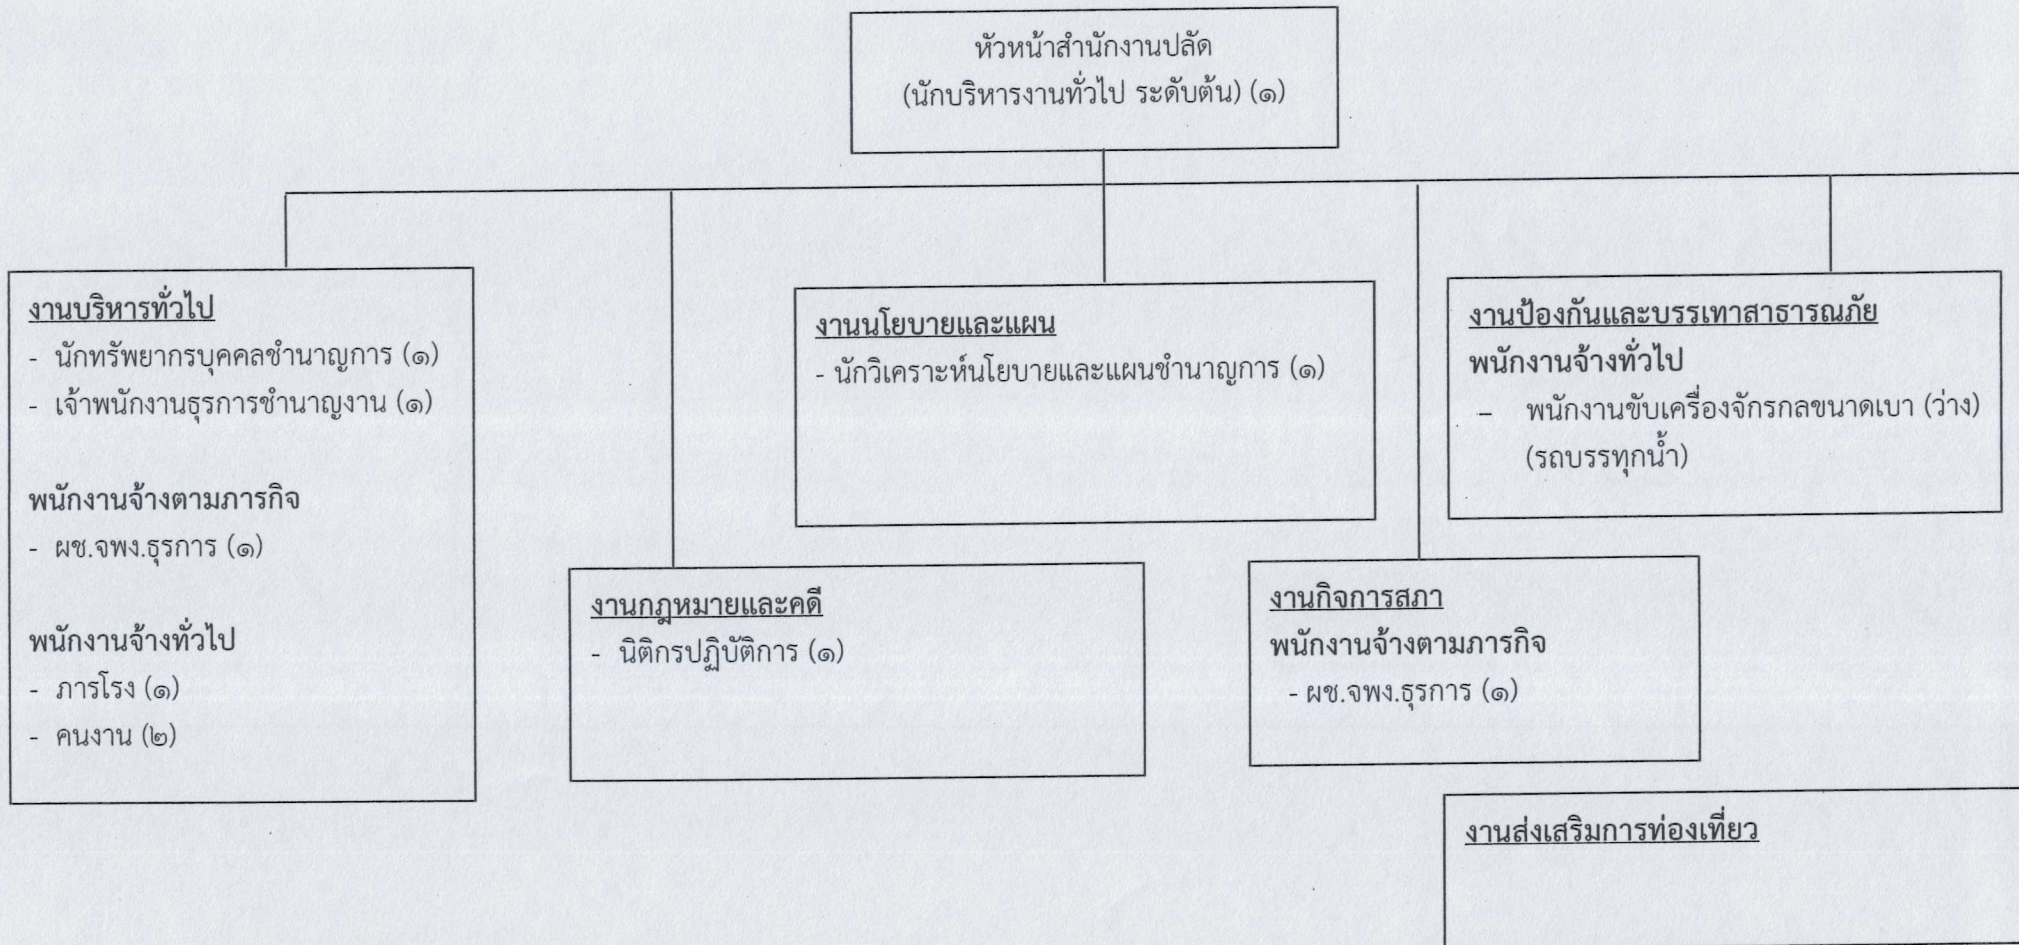 หัวหน้าสำนักงานปลัด
(นักบริหารงานทั่วไป ระดับต้น) (๑)
งานบริหารทั่วไป
- นักทรัพยากรบุคคลชำนาญการ (๑)
- เจ้าพนักงานธุรการชำนาญงาน (๑)
พนักงานจ้างตามภารกิจ
- ผช.จพง.ธุรการ (๑)
พนักงานจ้างทั่วไป
- ภารโรง (๑)
- คนงาน (๒)
งานกฎหมายและคดี
- นิติกรปฏิบัติการ (๑)
งานนโยบายและแผน
- นักวิเคราะห์นโยบายและแผนชำนาญการ (๑)
งานกิจการสภา
พนักงานจ้างตามภารกิจ
- ผช.จพง.ธุรการ (๑)
งานป้องกันและบรรเทาสาธารณภัย
พนักงานจ้างทั่วไป
– พนักงานขับเครื่องจักรกลขนาดเบา (ว่าง)
(รถบรรทุกน้ำ)
งานส่งเสริมการท่องเที่ยว